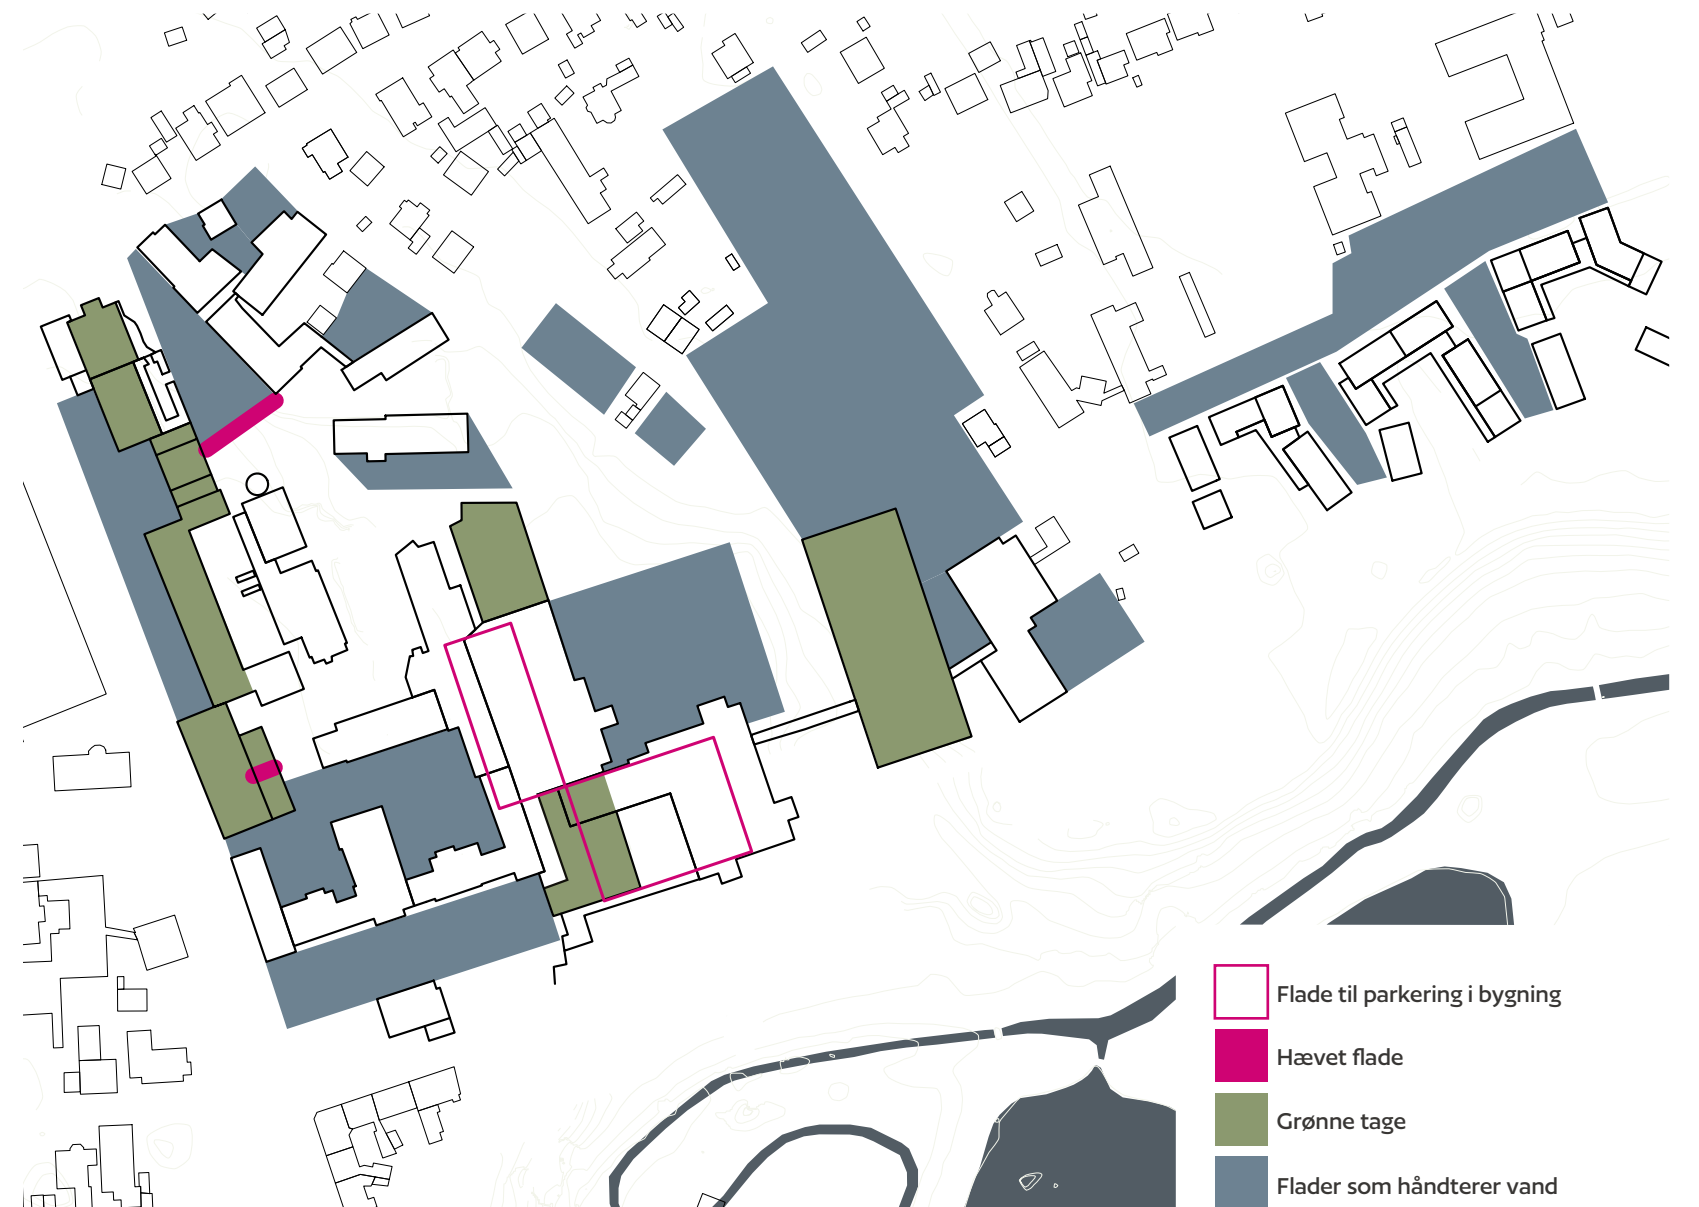 Flade til parkering i bygning
Hævet flade
Grønne tage
Flader som håndterer vand